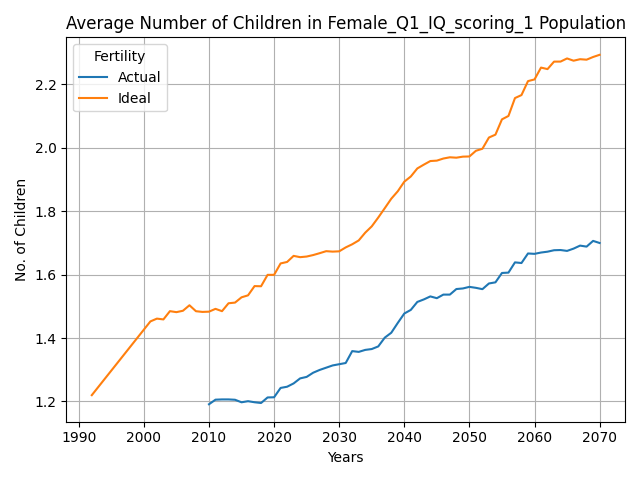 Average Number of Children in Female_Q1_IQ_scoring_1 Population
Fertility
Actual
Ideal
No. of Children
2.2
2.0
1.8
1.6
1.4
1.2
1990 2000 2010 2020 2030 2040 2050 2060 2070
Years